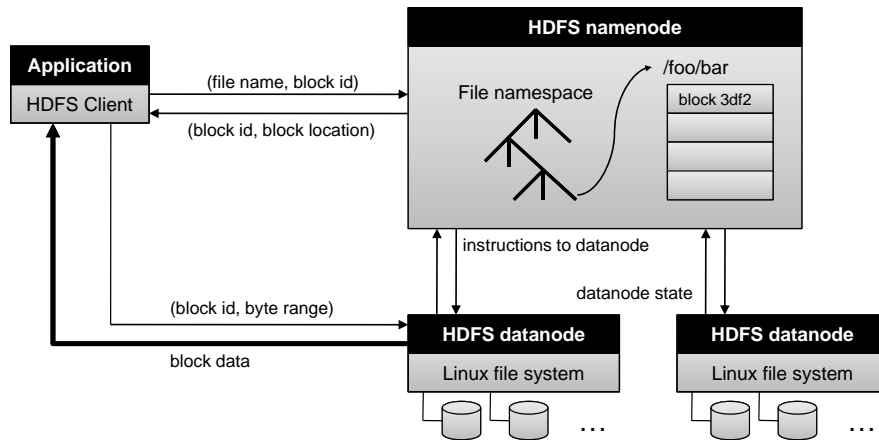 HDFS namenode
Application
HDFS Client
(file name, block id)
(block id, block location)
File namespace
/foo/bar
block 3df2
instructions to datanode
datanode state
(block id, byte range)
block data
HDFS datanode
Linux file system
...
HDFS datanode
Linux file system
...